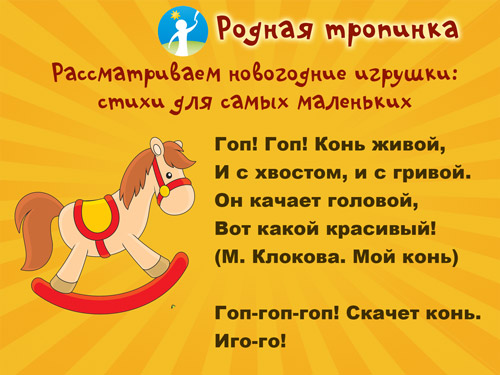 Родная тропинка
Рассматриваем новогодние игрушки:
стихи для самых маленьких
Гоп! Гоп! Конь живой,
И с хвостом, и с гривой.
Он качает головой,
Вот какой красивый!
(М. Клокова. Мой конь)
Гоп-гоп-гоп! Скачет конь.
Иго-го!